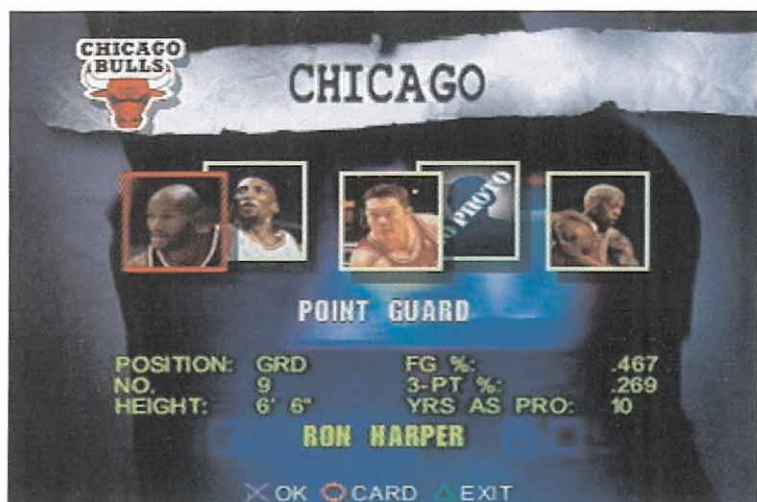 CHICAGO
BULLS
CHICAGO
PHOTO
POINT GUARD
POSITION: GRD FG %: .467
NO. 9 3-PT %: .269
HEIGHT: 6' 6" YRS AS PRO: 10
RON HARPER
OK CARD EXIT